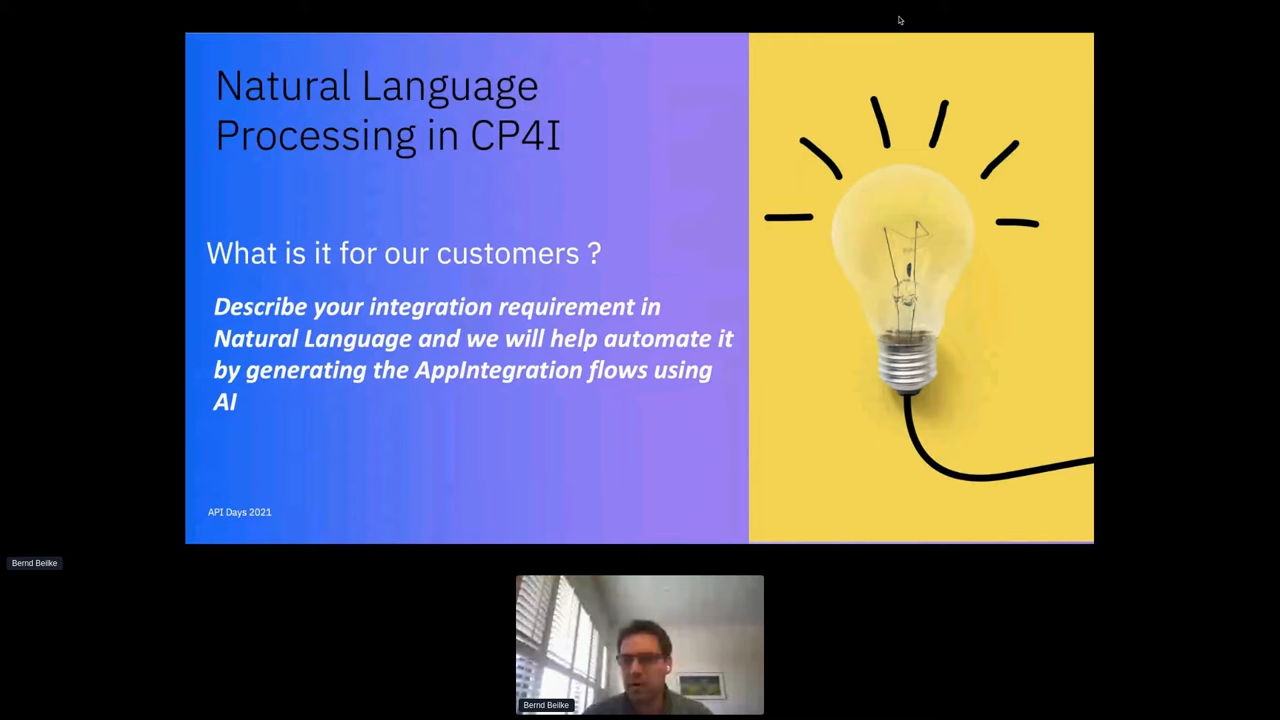 Natural Language
Processing in CP4I
What is it for our customers ?
Describe your integration requirement in
Natural Language and we will help automate it
by generating the AppIntegration flows using
AI
API Days 2021
Bernd Beilke
Bernd Beilke